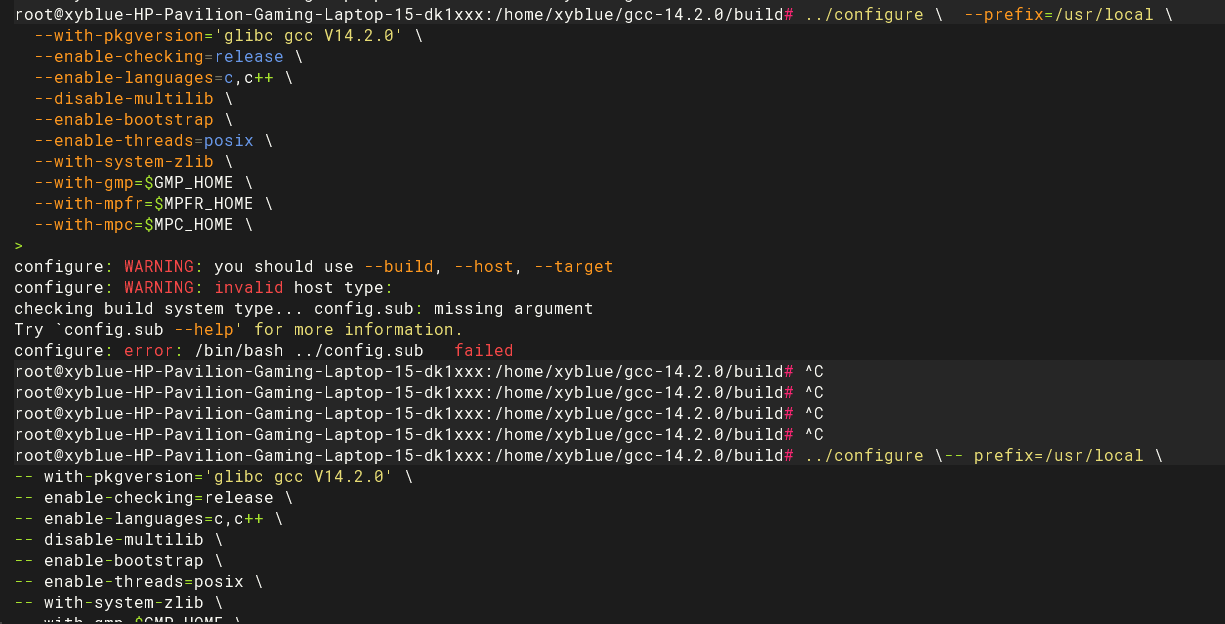 root@xyblue-HP-Pavilion-Gaming-Laptop-15-dk1xxx:/home/xyblue/gcc-14.2.0/build# ../configure \  --prefix=/usr/local \
  --with-pkgversion='glibc gcc V14.2.0' \
  --enable-checking=release \
  --enable-languages=c,c++ \
  --disable-multilib \
  --enable-bootstrap \
  --enable-threads=posix \
  --with-system-zlib \
  --with-gmp=$GMP_HOME \
  --with-mpfr=$MPFR_HOME \
  --with-mpc=$MPC_HOME \
>
configure: WARNING: you should use --build, --host, --target
configure: WARNING: invalid host type:
checking build system type... config.sub: missing argument
Try `config.sub --help' for more information.
configure: error: /bin/bash ../config.sub   failed
root@xyblue-HP-Pavilion-Gaming-Laptop-15-dk1xxx:/home/xyblue/gcc-14.2.0/build# ^C
root@xyblue-HP-Pavilion-Gaming-Laptop-15-dk1xxx:/home/xyblue/gcc-14.2.0/build# ^C
root@xyblue-HP-Pavilion-Gaming-Laptop-15-dk1xxx:/home/xyblue/gcc-14.2.0/build# ^C
root@xyblue-HP-Pavilion-Gaming-Laptop-15-dk1xxx:/home/xyblue/gcc-14.2.0/build# ^C
root@xyblue-HP-Pavilion-Gaming-Laptop-15-dk1xxx:/home/xyblue/gcc-14.2.0/build# ../configure \-- prefix=/usr/local \
-- with-pkgversion='glibc gcc V14.2.0' \
-- enable-checking=release \
-- enable-languages=c,c++ \
-- disable-multilib \
-- enable-bootstrap \
-- enable-threads=posix \
-- with-system-zlib \
with-gmp=$GMP_HOME \